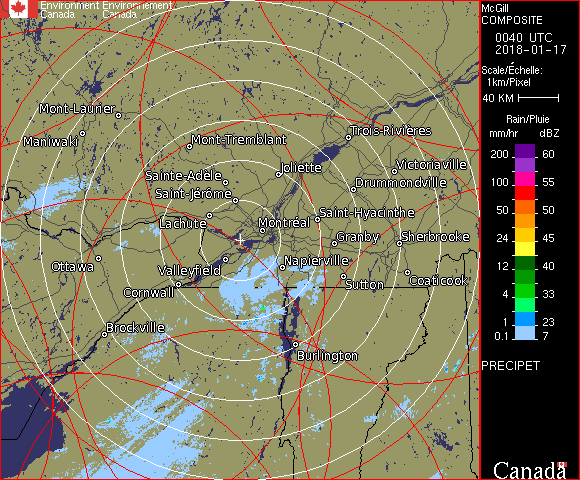 Environment Environnement
Canada Canada
McGill
COMPOSITE
0040 UTC
2018-01-17
Scale/Échelle:
1km/Pixel
40 KM
Rain/Pluie
mm/hr dBZ
200 60
150 55
100 55
50 50
24 45
12 40
4 33
1 23
0.1 7
PRECIPET
Canada
Mont-Laurier
Maniwaki
Mont-Tremblant
Trois-Rivières
Joliette
Victoriaville
Sainte-Adèle
Drummondville
Saint-Jérôme
Lachute
Saint-Hyacinthe
Montréal
Granby
Sherbrooke
Ottawa
Valleyfield
Napierville
Cornwall
Sutton
Coaticook
Brockville
Burlington